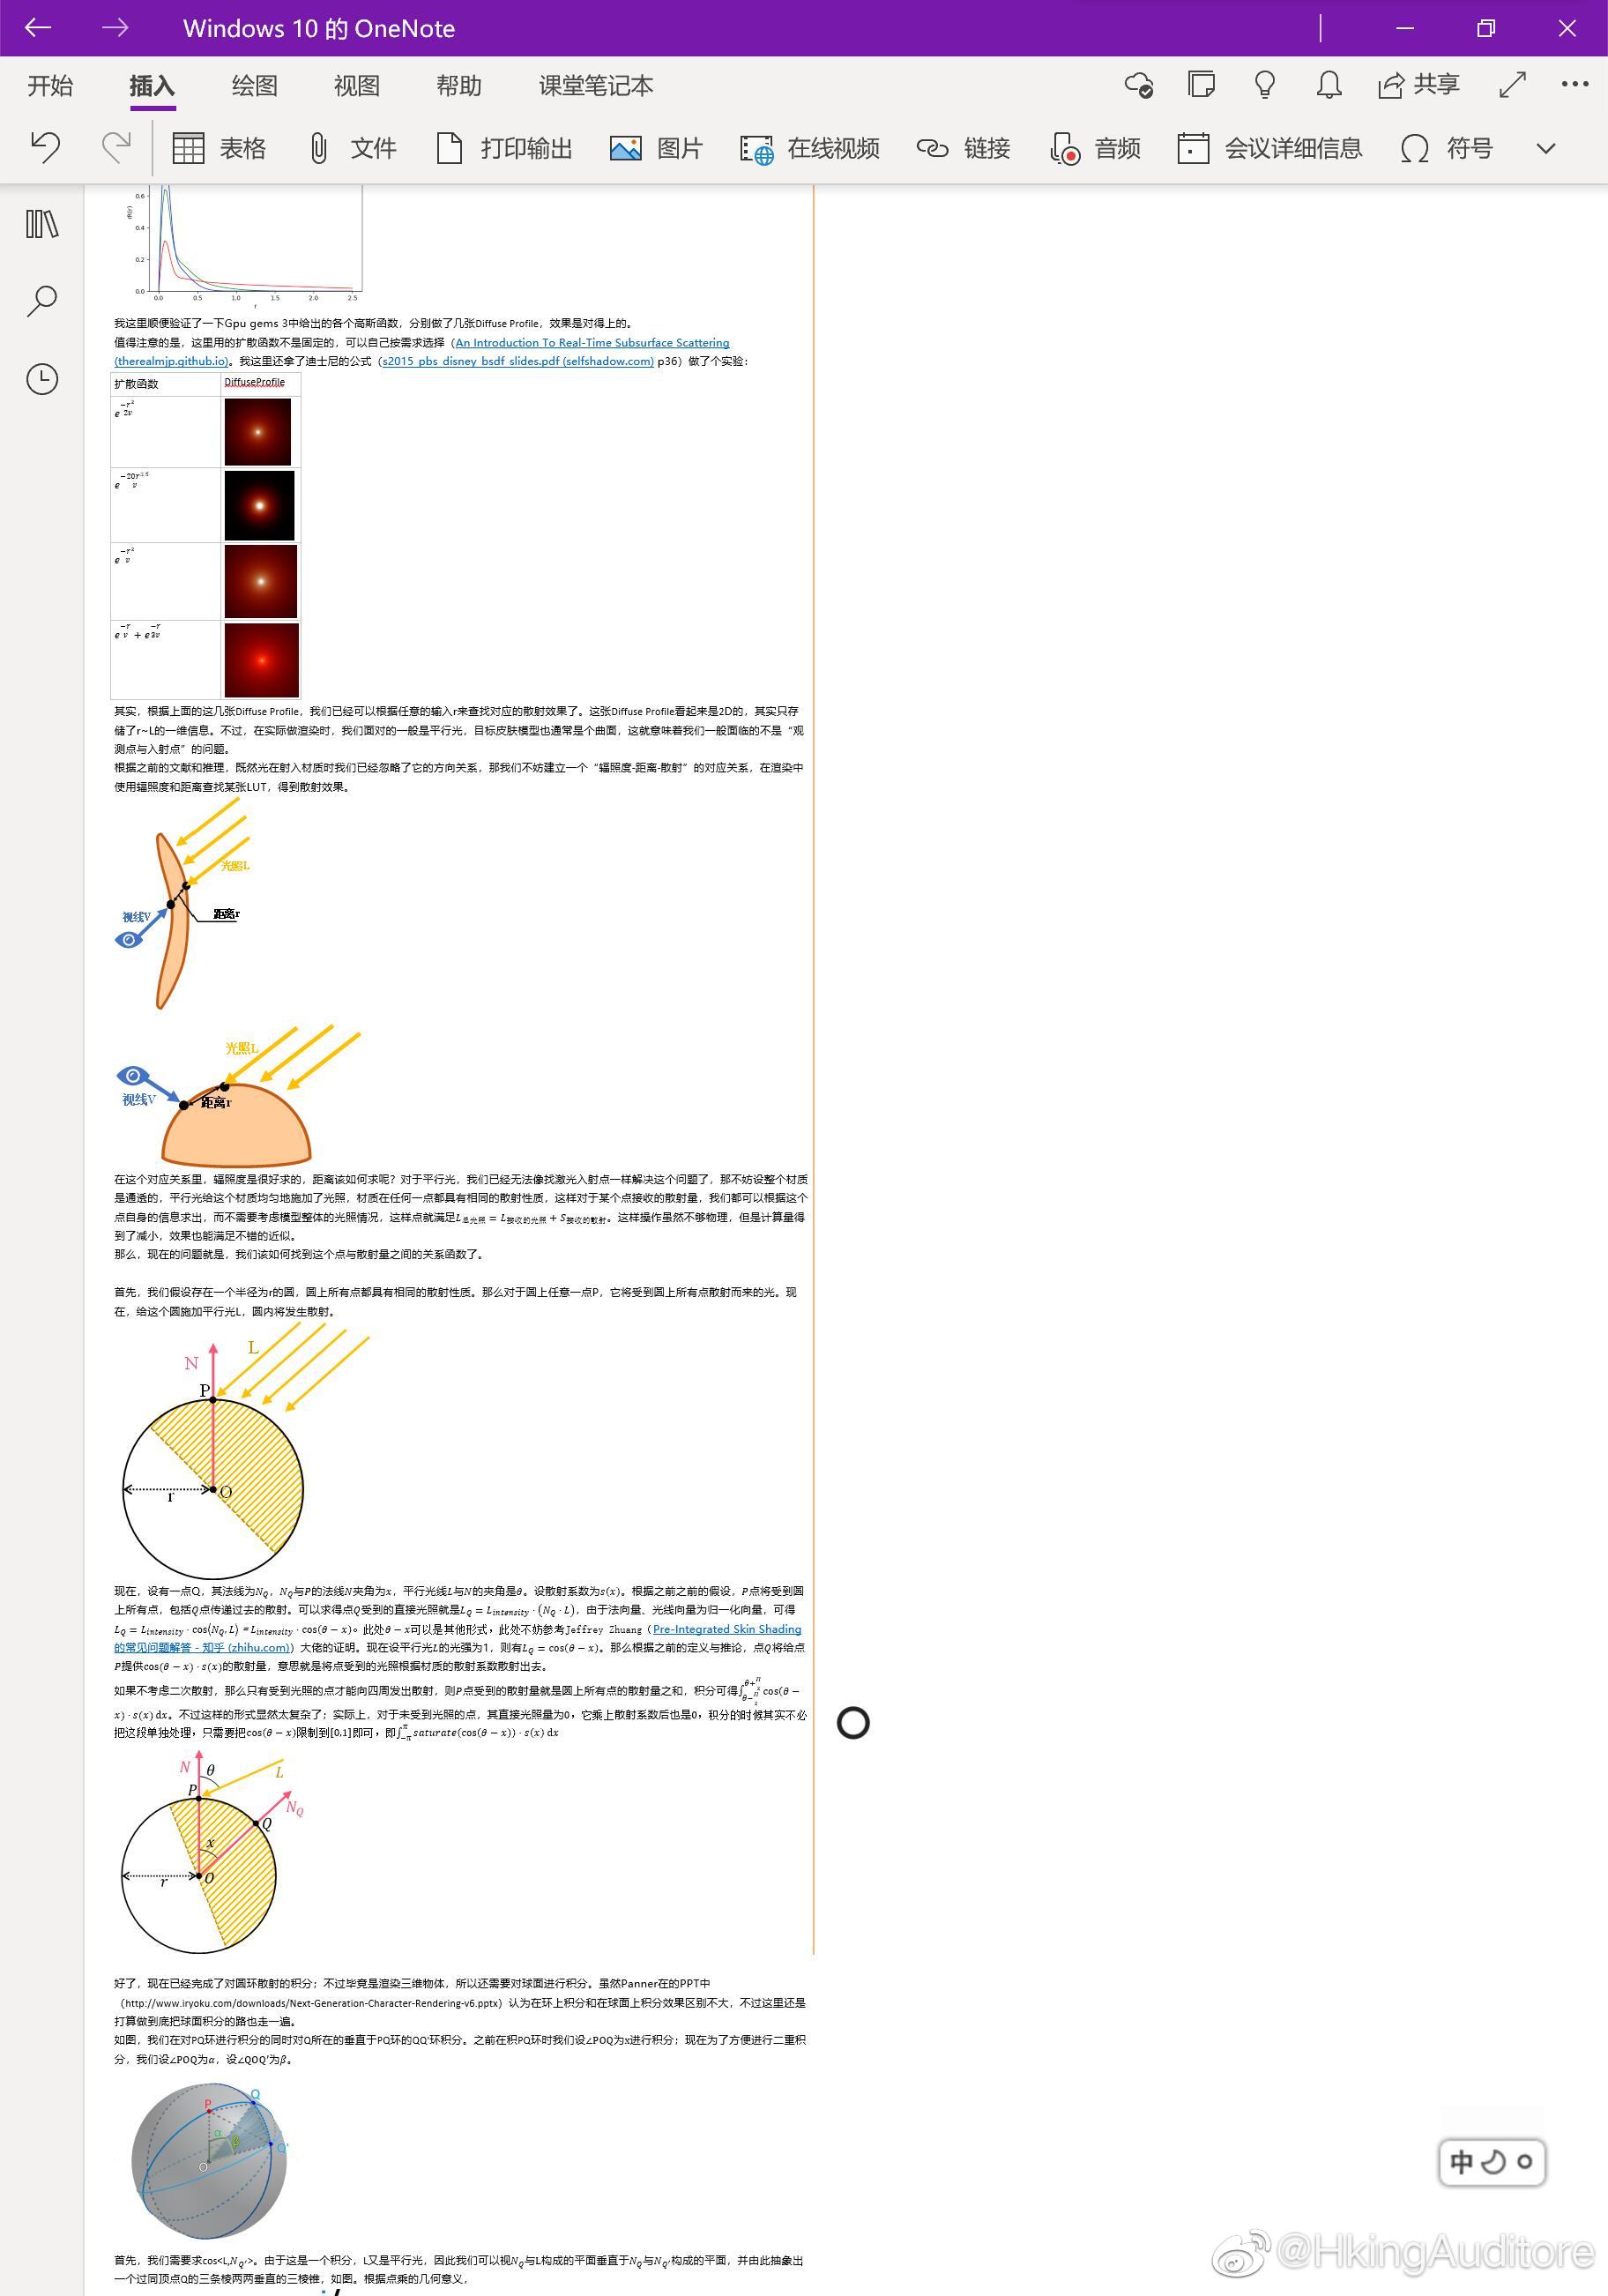 Windows 10 的 OneNote
开始 插入 绘图 视图 帮助 课堂笔记本 共享
表格 文件 打印输出 图片 在线视频 链接 音频 会议详细信息 符号
0.6
0.4
0.2
0.0
0.0 0.5 1.0 1.5 2.0 2.5
r
我这里顺便验证了一下Gpu gems 3中给出的各个高斯函数，分别做了几张Diffuse Profile，效果是对得上的。
值得注意的是，这里用的扩散函数不是固定的，可以自己按需求选择（An Introduction To Real-Time Subsurface Scattering
(therealmjp.github.io)。我这里还拿了迪士尼的公式（s2015_pbs_disney_bsdf_slides.pdf (selfshadow.com) p36）做了个实验：
扩散函数 DiffuseProfile
e^(-r²/2v)
e^(-r²/v)
e^(-r/v) + e^(-r/3v)
其实，根据上面的这几张Diffuse Profile，我们已经可以根据任意的输入r来查找对应的散射效果了。这张Diffuse Profile看起来是2D的，其实只存
储了r~L的一维信息。不过，在实际做渲染时，我们面对的一般是平行光，目标皮肤模型也通常是个曲面，这就意味着我们一般面临的不是“观
测点与入射点”的问题。
根据之前的文献和推理，既然光在射入材质时我们已经忽略了它的方向关系，那我们不妨建立一个“辐照度-距离-散射”的对应关系，在渲染中
使用辐照度和距离查找某张LUT，得到散射效果。
光照L
视线V
距离r
光照L
视线V
距离r
在这个对应关系里，辐照度是很好求的，距离该如何求呢？对于平行光，我们已经无法像找激光入射点一样解决这个问题了，那不妨设整个材质
是通透的，平行光给这个材质均匀地施加了光照，材质在任何一点都具有相同的散射性质，这样对于某个点接收的散射量，我们都可以根据这个
点自身的信息求出，而不需要考虑模型整体的光照情况，这样点就满足L总光照 = L接收的光照 + S接收的散射。这样操作虽然不够物理，但是计算量得
到了减小，效果也能满足不错的近似。
那么，现在的问题就是，我们该如何找到这个点与散射量之间的关系函数了。
首先，我们假设存在一个半径为r的圆，圆上所有点都具有相同的散射性质。那么对于圆上任意一点P，它将受到圆上所有点散射而来的光。现
在，给这个圆施加平行光L，圆内将发生散射。
N L
P
O
r
现在，设有一点Q，其法线为N_Q，N_Q与P的法线N夹角为x，平行光线L与N的夹角是θ。设散射系数为s(x)。根据之前之前的假设，P点将受到圆
上所有点，包括Q点传递过去的散射。可以求得点Q受到的直接光照就是L_Q = L_intensity · (N_Q · L)，由于法向量、光线向量为归一化向量，可得
L_Q = L_intensity · cos(N_Q, L) = L_intensity · cos(θ − x)。此处θ − x可以是其他形式，此处不妨参考Jeffrey Zhuang（Pre-Integrated Skin Shading
的常见问题解答 - 知乎 (zhihu.com)）大佬的证明。现在设平行光L的光强为1，则有L_Q = cos(θ − x)。那么根据之前的定义与推论，点Q将给点
P提供cos(θ − x) · s(x)的散射量，意思就是将点受到的光照根据材质的散射系数散射出去。
如果不考虑二次散射，那么只有受到光照的点才能向四周发出散射，则P点受到的散射量就是圆上所有点的散射量之和，积分可得∫_{θ−π/2}^{θ+π/2} cos(θ −
x) · s(x) dx。不过这样的形式显然太复杂了；实际上，对于未受到光照的点，其直接光照量为0，它乘上散射系数后也是0，积分的时候其实不必
把这段单独处理，只需要把cos(θ − x)限制到[0,1]即可，即∫_{−π}^{π} saturate(cos(θ − x)) · s(x) dx
N θ L
P
N_Q
Q
x
O
r
好了，现在已经完成了对圆环散射的积分；不过毕竟是渲染三维物体，所以还需要对球面进行积分。虽然Panner在的PPT中
（http://www.iryoku.com/downloads/Next-Generation-Character-Rendering-v6.pptx）认为在环上积分和在球面上积分效果区别不大，不过这里还是
打算做到底把球面积分的路也走一遍。
如图，我们在对PQ环进行积分的同时对Q所在的垂直于PQ环的QQ'环积分。之前在积PQ环时我们设∠POQ为x进行积分；现在为了方便进行二重积
分，我们设∠POQ为α，设∠QOQ'为β。
Q
P
α
β
Q'
O
中
首先，我们需要求cos<L,N_Q'>。由于这是一个积分，L又是平行光，因此我们可以视N_Q与L构成的平面垂直于N_Q与N_Q'构成的平面，并由此抽象出
一个过同顶点Q的三条棱两两垂直的三棱锥，如图。根据点乘的几何意义，
@HkingAuditore